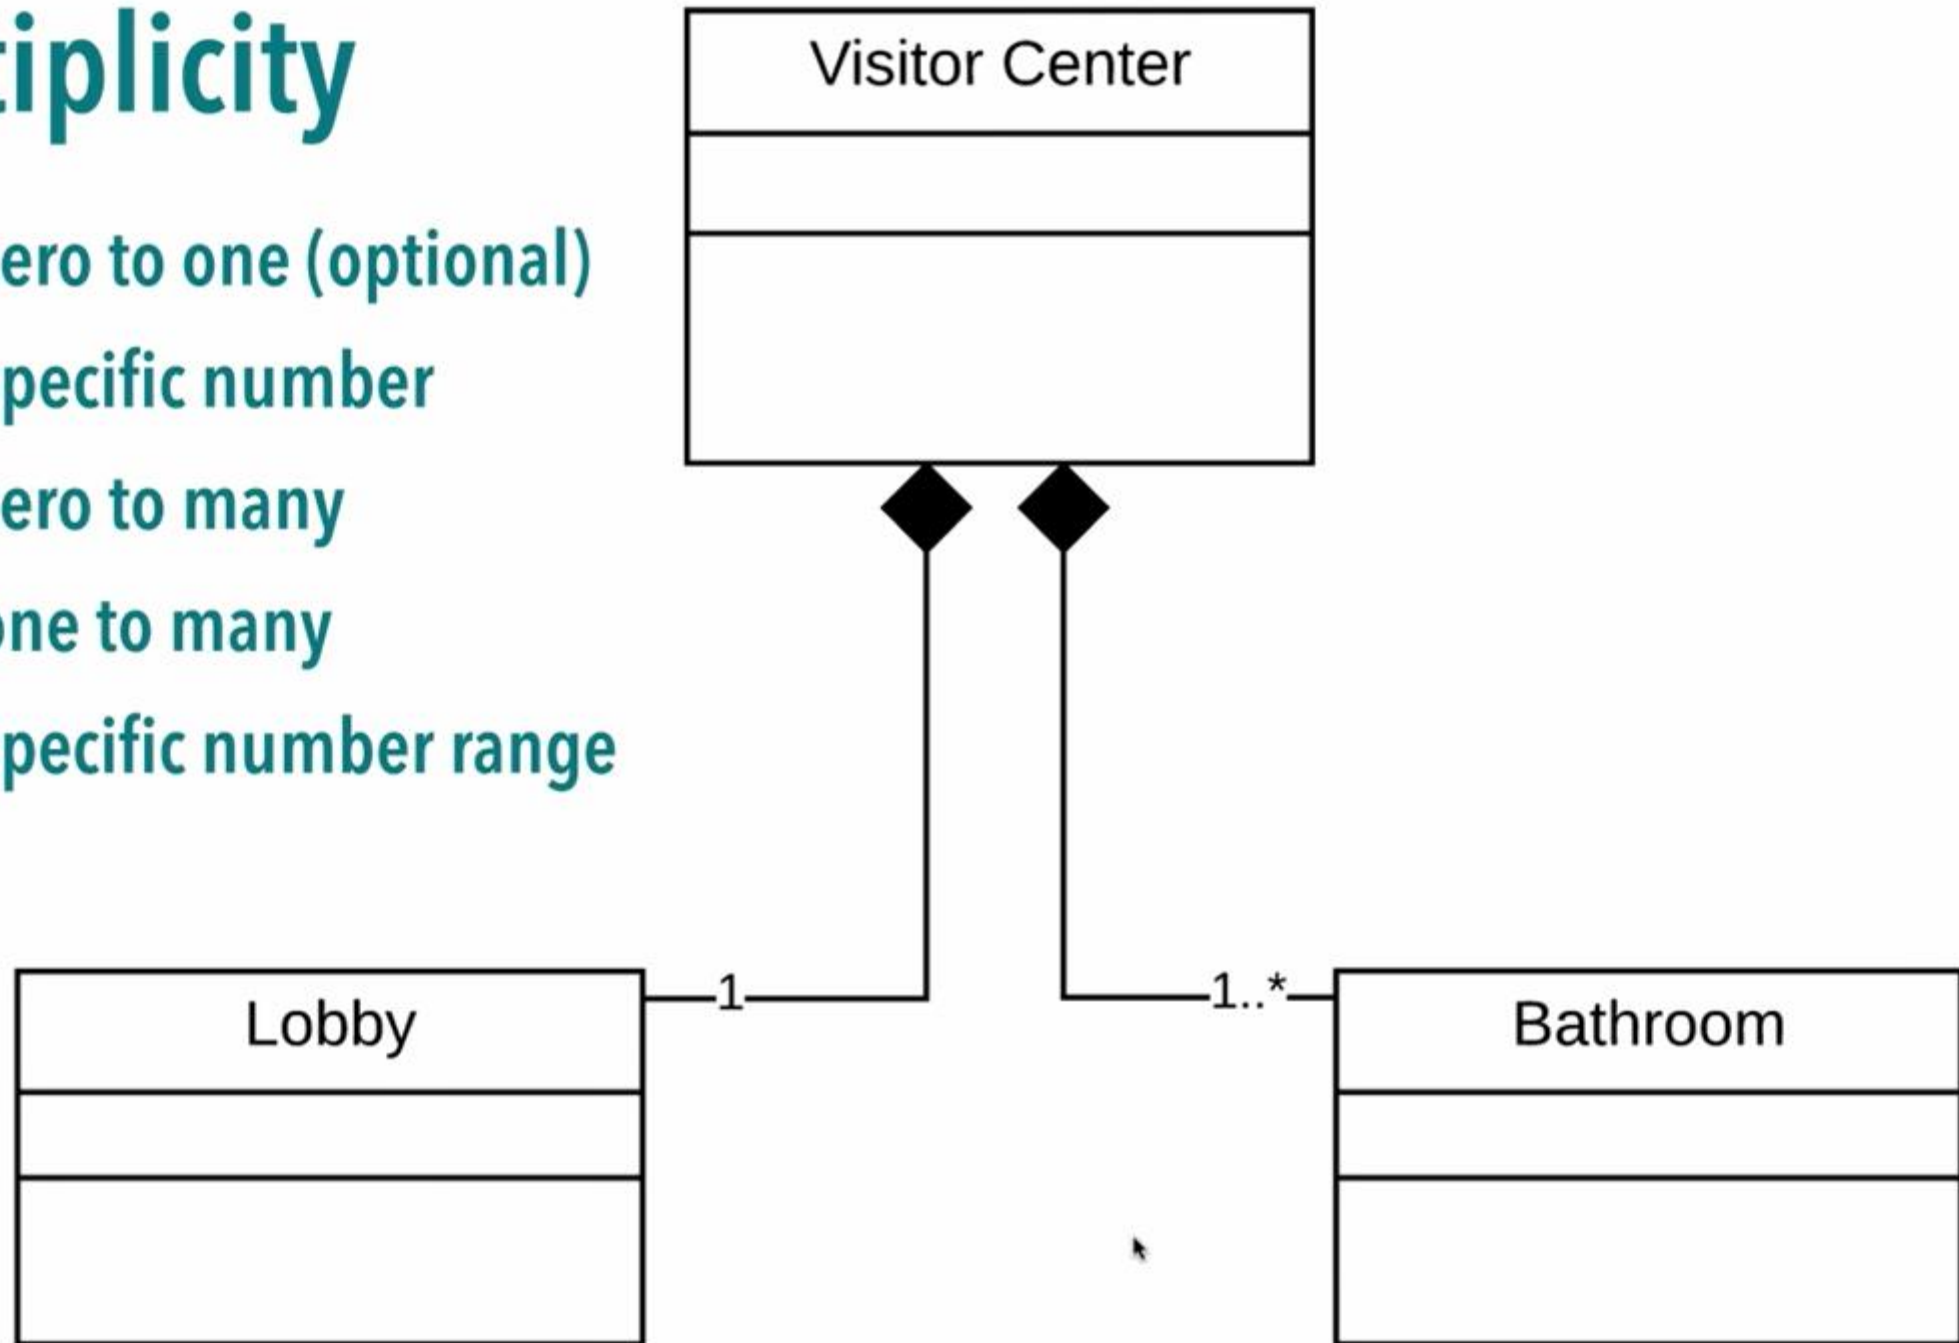 tiplicity
ero to one (optional)
pecific number
ero to many
one to many
pecific number range
Visitor Center
Lobby
1
1..*
Bathroom